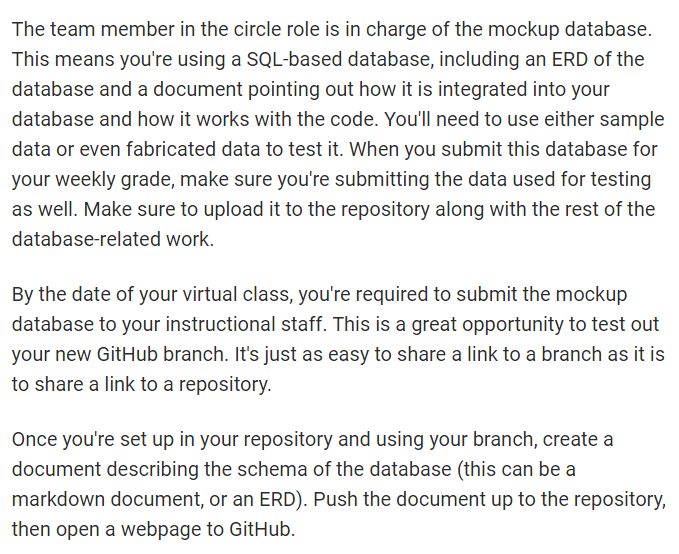 The team member in the circle role is in charge of the mockup database.
This means you're using a SQL-based database, including an ERD of the
database and a document pointing out how it is integrated into your
database and how it works with the code. You'll need to use either sample
data or even fabricated data to test it. When you submit this database for
your weekly grade, make sure you're submitting the data used for testing
as well. Make sure to upload it to the repository along with the rest of the
database-related work.
By the date of your virtual class, you're required to submit the mockup
database to your instructional staff. This is a great opportunity to test out
your new GitHub branch. It's just as easy to share a link to a branch as it is
to share a link to a repository.
Once you're set up in your repository and using your branch, create a
document describing the schema of the database (this can be a
markdown document, or an ERD). Push the document up to the repository,
then open a webpage to GitHub.